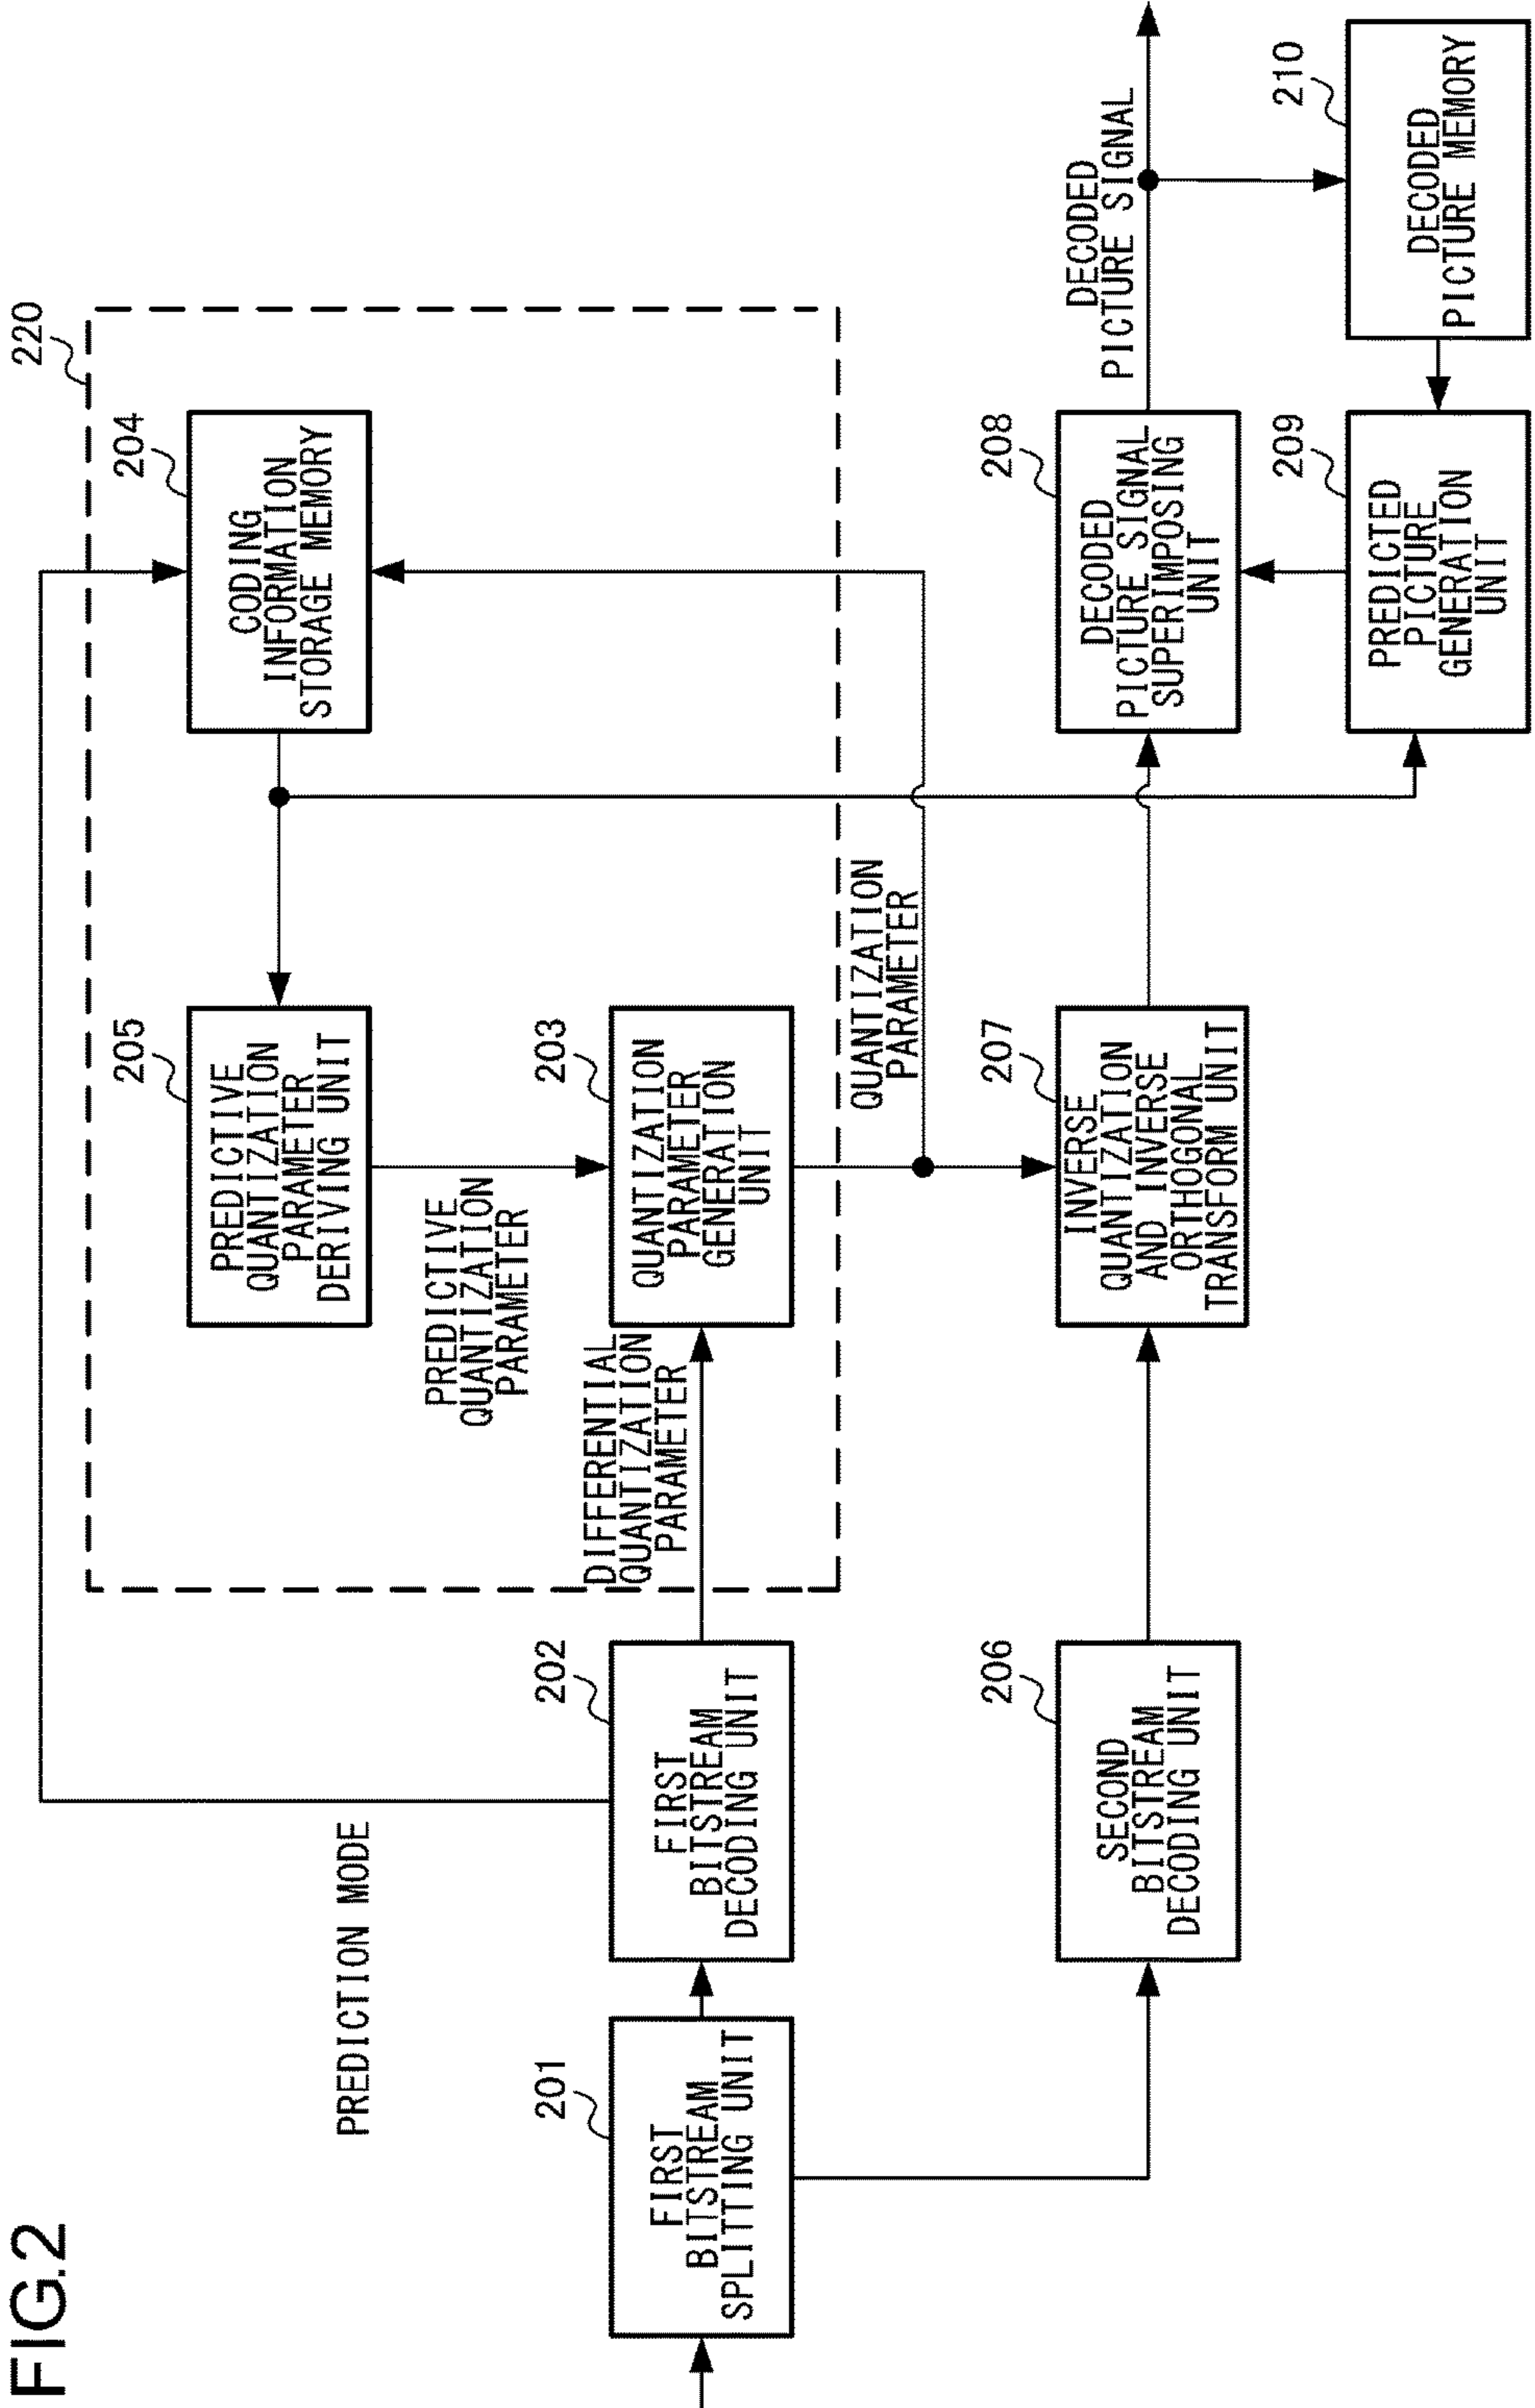 FIG.2
220
PREDICTION MODE
205
PREDICTIVE
QUANTIZATION
PARAMETER
DERIVING UNIT
204
CODING
INFORMATION
STORAGE MEMORY
PREDICTIVE
QUANTIZATION
PARAMETER
201
FIRST
BITSTREAM
SPLITTING UNIT
202
FIRST
BITSTREAM
DECODING UNIT
DIFFERENTIAL
QUANTIZATION
PARAMETER
203
QUANTIZATION
PARAMETER
GENERATION
UNIT
QUANTIZATION
PARAMETER
206
SECOND
BITSTREAM
DECODING UNIT
207
INVERSE
QUANTIZATION
AND INVERSE
ORTHOGONAL
TRANSFORM UNIT
208
DECODED
PICTURE SIGNAL
SUPERIMPOSING
UNIT
DECODED
PICTURE SIGNAL
209
PREDICTED
PICTURE
GENERATION
UNIT
210
DECODED
PICTURE MEMORY